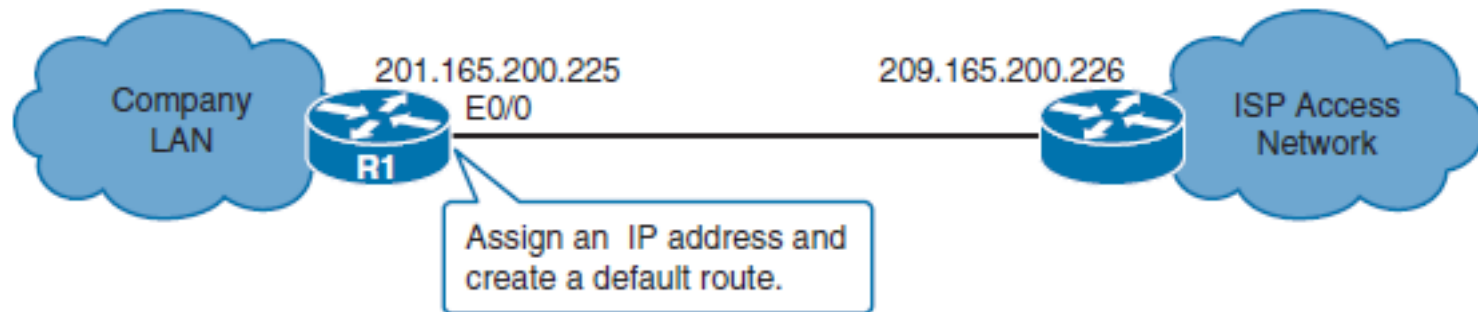 Company
LAN
201.165.200.225
E0/0
R1
209.165.200.226
ISP Access
Network
Assign an IP address and
create a default route.